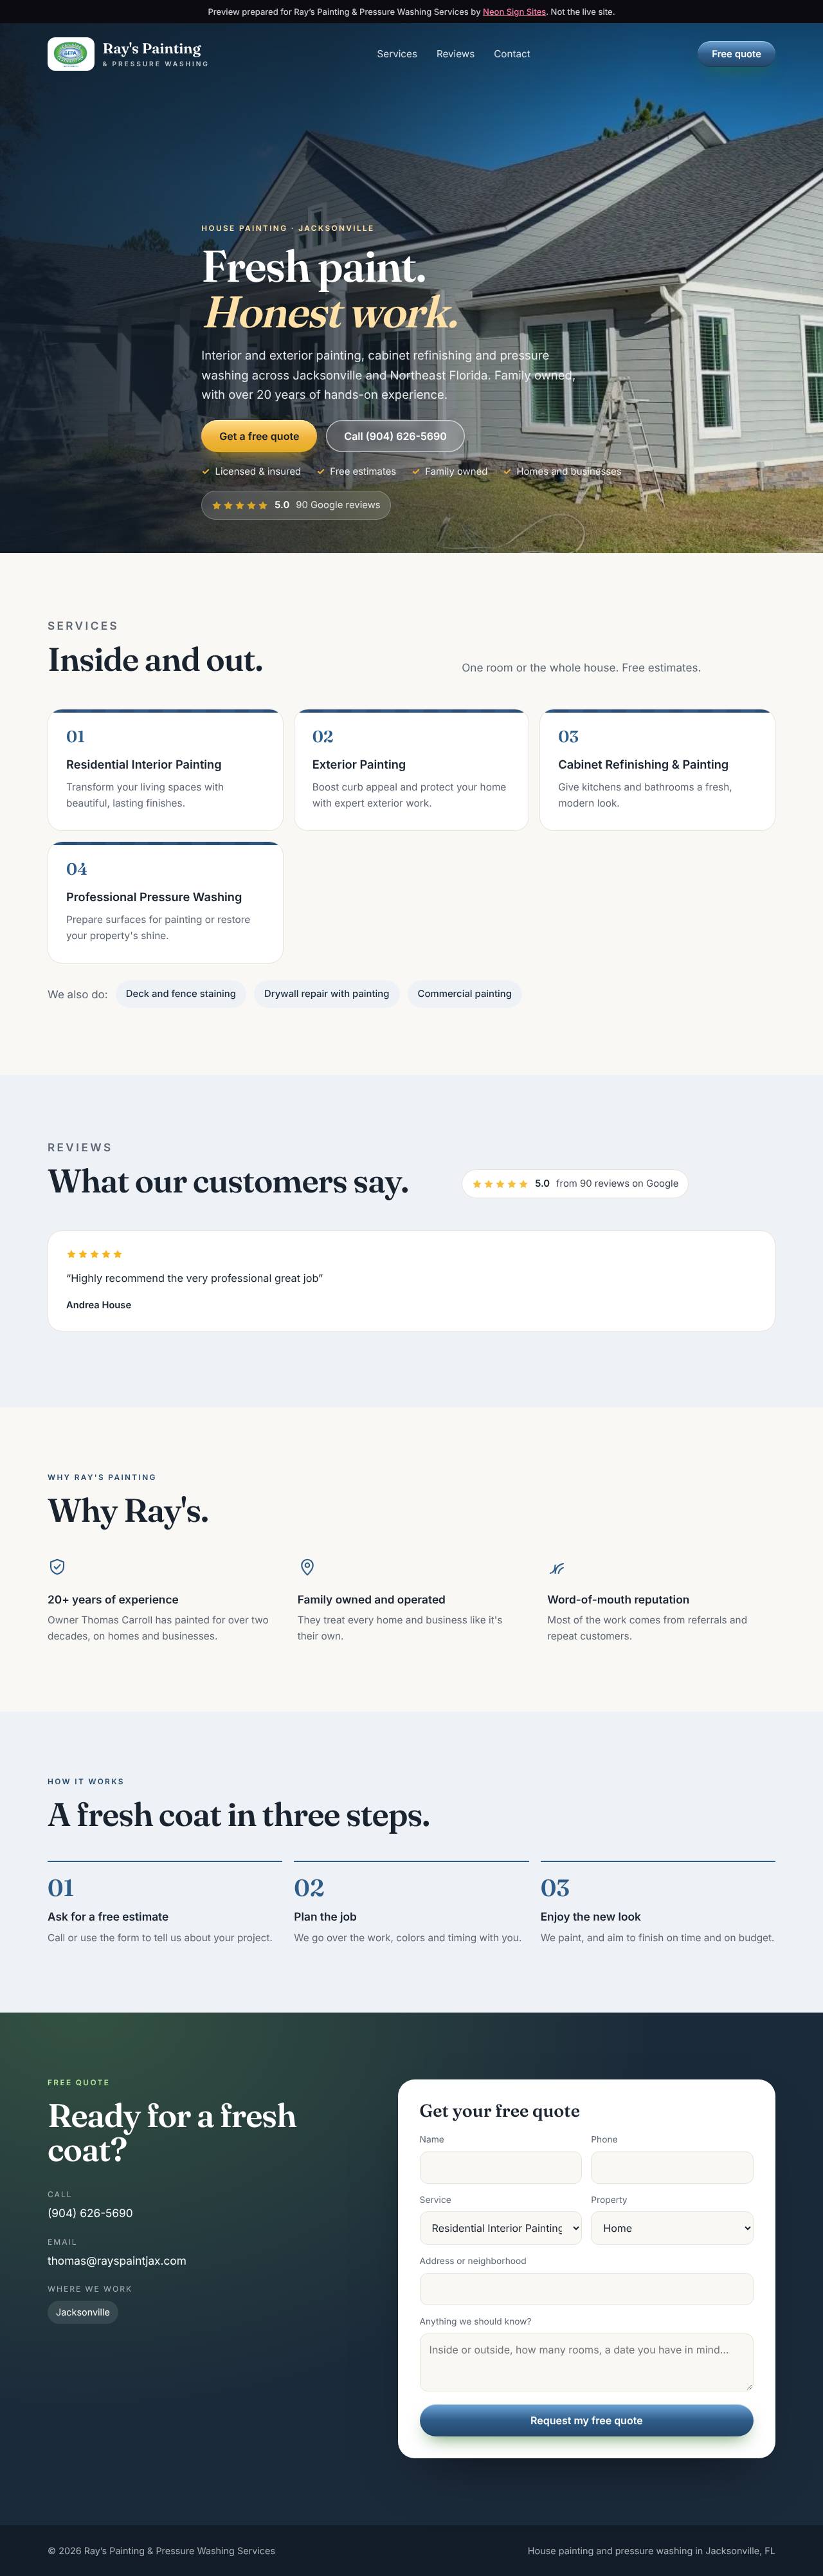 Preview prepared for Ray's Painting & Pressure Washing Services by Neon Sign Sites. Not the live site.
Ray's Painting
& PRESSURE WASHING
Services
Reviews
Contact
Free quote
HOUSE PAINTING · JACKSONVILLE
Fresh paint.
Honest work.
Interior and exterior painting, cabinet refinishing and pressure
washing across Jacksonville and Northeast Florida. Family owned,
with over 20 years of hands-on experience.
Get a free quote
Call (904) 626-5690
✓ Licensed & insured
✓ Free estimates
✓ Family owned
✓ Homes and businesses
★★★★★ 5.0 90 Google reviews
SERVICES
Inside and out.
One room or the whole house. Free estimates.
01
Residential Interior Painting
Transform your living spaces with
beautiful, lasting finishes.
02
Exterior Painting
Boost curb appeal and protect your home
with expert exterior work.
03
Cabinet Refinishing & Painting
Give kitchens and bathrooms a fresh,
modern look.
04
Professional Pressure Washing
Prepare surfaces for painting or restore
your property's shine.
We also do:
Deck and fence staining
Drywall repair with painting
Commercial painting
REVIEWS
What our customers say.
★★★★★ 5.0 from 90 reviews on Google
★★★★★
“Highly recommend the very professional great job”
Andrea House
WHY RAY'S PAINTING
Why Ray's.
20+ years of experience
Owner Thomas Carroll has painted for over two
decades, on homes and businesses.
Family owned and operated
They treat every home and business like it's
their own.
Word-of-mouth reputation
Most of the work comes from referrals and
repeat customers.
HOW IT WORKS
A fresh coat in three steps.
01
Ask for a free estimate
Call or use the form to tell us about your project.
02
Plan the job
We go over the work, colors and timing with you.
03
Enjoy the new look
We paint, and aim to finish on time and on budget.
FREE QUOTE
Ready for a fresh
coat?
CALL
(904) 626-5690
EMAIL
thomas@rayspaintjax.com
WHERE WE WORK
Jacksonville
Get your free quote
Name
Phone
Service
Property
Residential Interior Painting
Home
Address or neighborhood
Anything we should know?
Inside or outside, how many rooms, a date you have in mind...
Request my free quote
© 2026 Ray's Painting & Pressure Washing Services
House painting and pressure washing in Jacksonville, FL